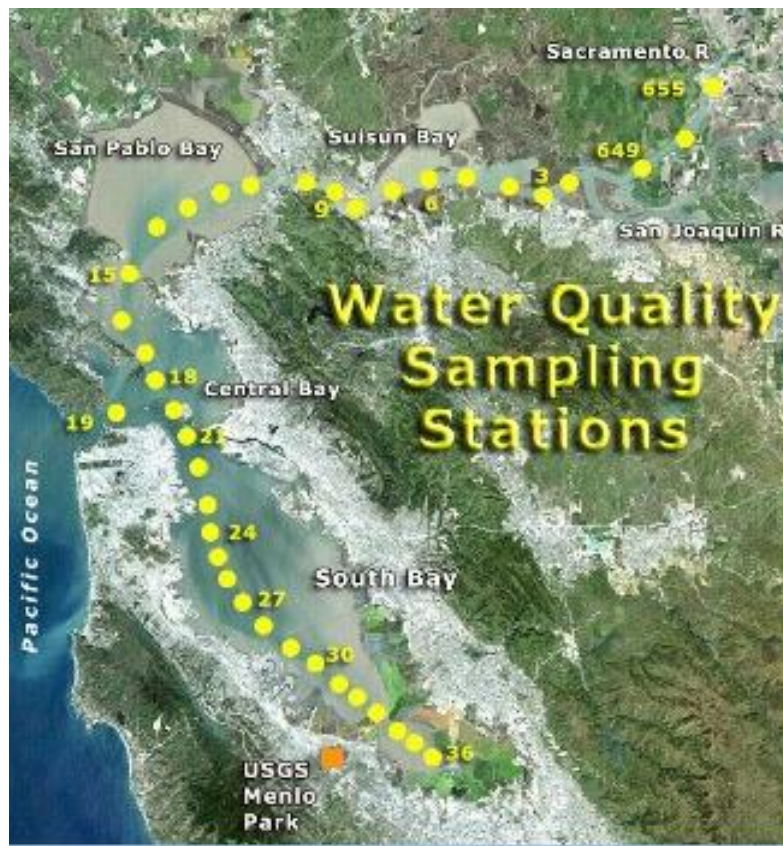 Sacramento R
655
Suisun Bay
San Pablo Bay
649
3
9
6
San Joaquin R
15
Water Quality
Sampling
Stations
18
Central Bay
19
21
24
Pacific Ocean
South Bay
27
30
36
USGS
Menlo
Park